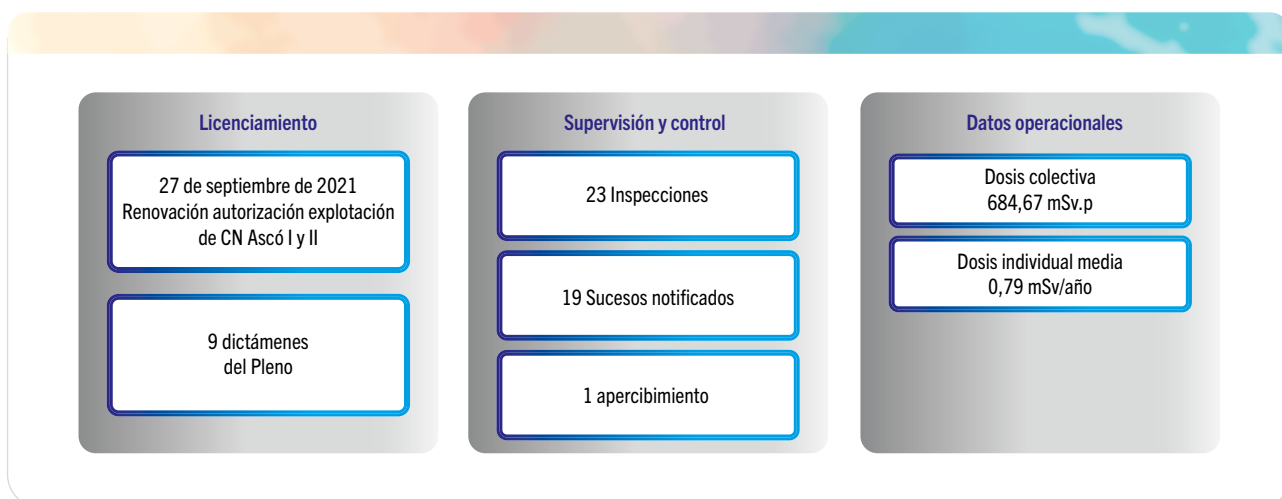 Licenciamiento
27 de septiembre de 2021
Renovación autorización explotación
de CN Ascó I y II
9 dictámenes
del Pleno
Supervisión y control
23 Inspecciones
19 Sucesos notificados
1 apercibimiento
Datos operacionales
Dosis colectiva
684,67 mSv.p
Dosis individual media
0,79 mSv/año